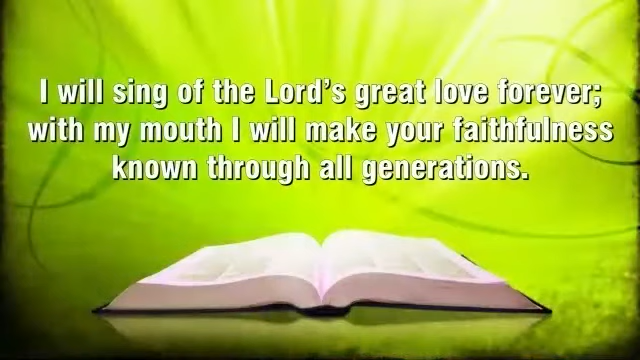 I will sing of the Lord's great love forever;
with my mouth I will make your faithfulness
known through all generations.